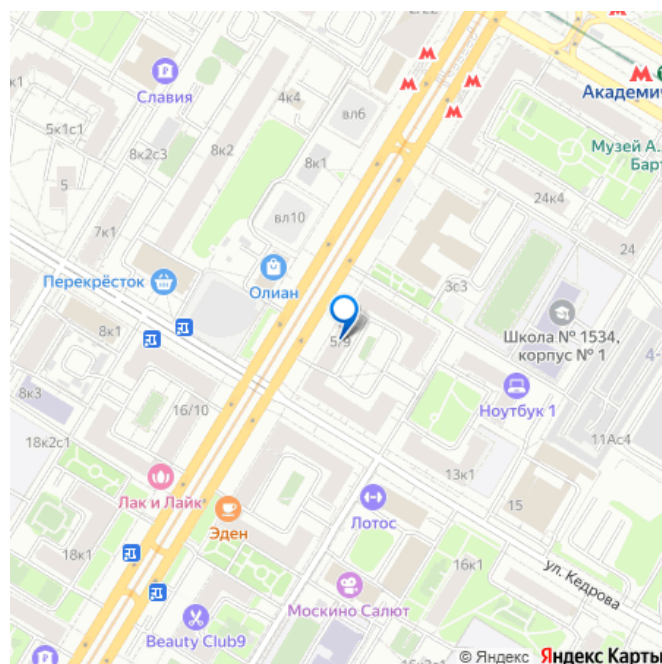 Славия
4к4
вл6
Академич
5к1с1
8к2с3
8к2
8к1
Музей А...
Барт
5
24к4
7к1
вл10
24
Перекрёсток
Олиан
3с3
8к1
5/9
Школа № 1534,
корпус № 1
4-
8к3
16/10
Ноутбук 1
18к2с1
11Ас4
13к1
Лак и Лайк
Лотос
15
Эден
18к1
16к1
ул. Кедрова
Москино Салют
Beauty Club9
© Яндекс Яндекс Карты